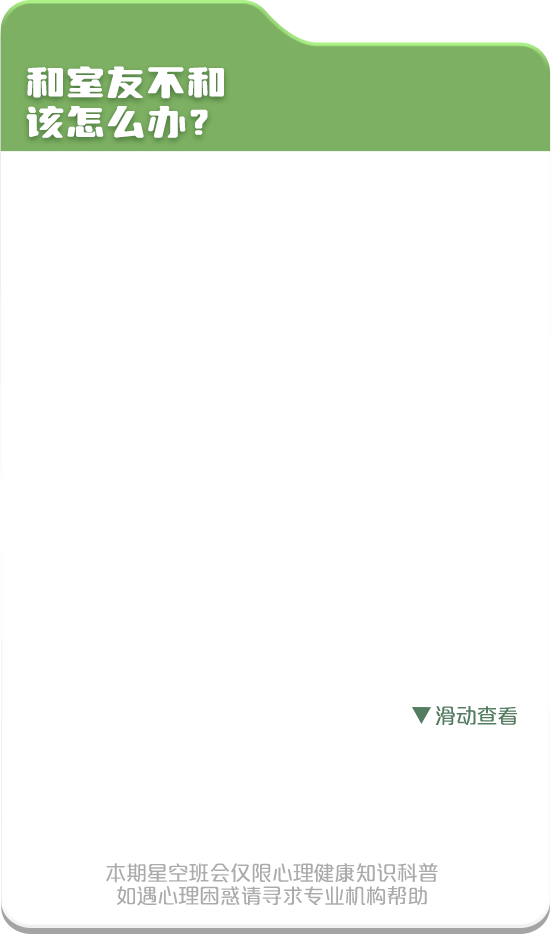 和室友不和
该怎么办？
▼滑动查看
本期星空班会仅限心理健康知识科普
如遇心理困惑请寻求专业机构帮助